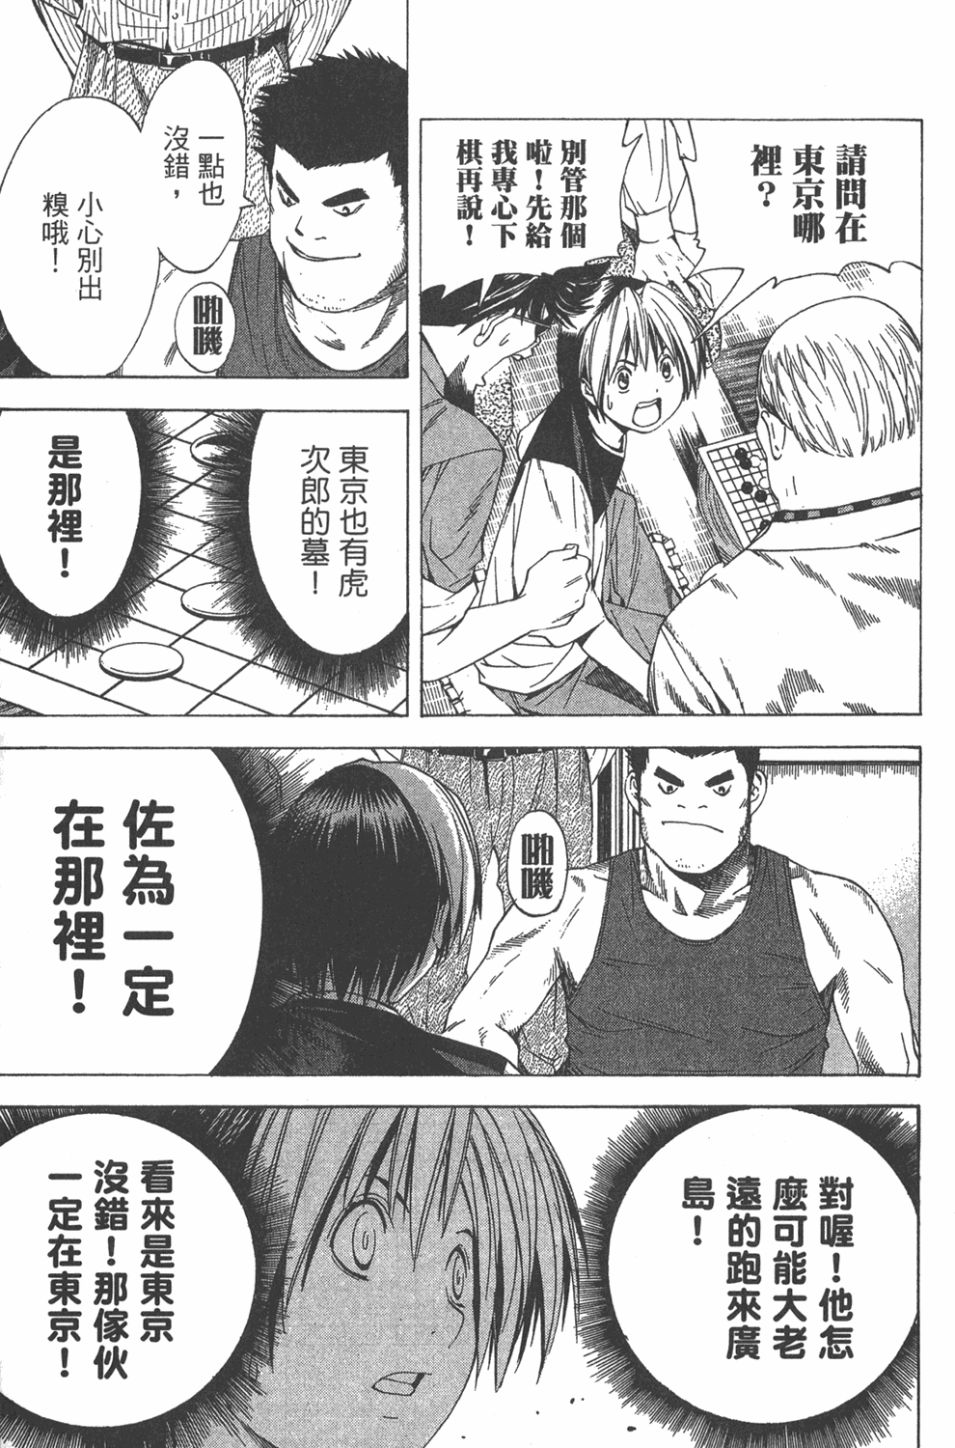 請問在
東京哪
裡？
別管那個
啦！先給
我專心下
棋再說！
一點也
沒錯，
小心別出
糗哦！
啪嘰
東京也有虎
次郎的墓！
是那裡！
啪嘰
佐為一定
在那裡！
對喔！他怎
麼可能大老
遠的跑來廣
島！
看來是東京
沒錯！那傢伙
一定在東京！